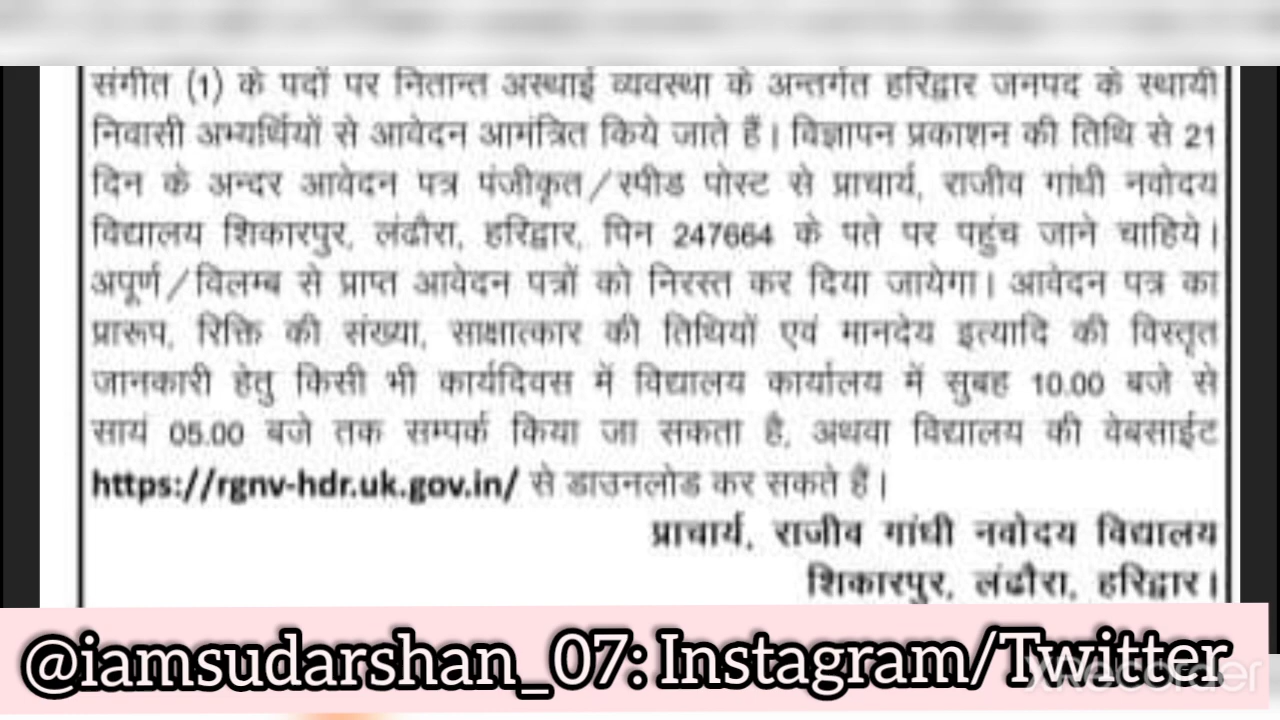 संगीत (1) के पदों पर नितान्त अस्थाई व्यवस्था के अन्तर्गत हरिद्वार जनपद के स्थायी
निवासी अभ्यर्थियों से आवेदन आमंत्रित किये जाते हैं। विज्ञापन प्रकाशन की तिथि से 21
दिन के अन्दर आवेदन पत्र पंजीकृत/स्पीड पोस्ट से प्राचार्य, राजीव गांधी नवोदय
विद्यालय शिकारपुर, लंढौरा, हरिद्वार, पिन 247664 के पते पर पहुंच जाने चाहिये।
अपूर्ण/विलम्ब से प्राप्त आवेदन पत्रों को निरस्त कर दिया जायेगा। आवेदन पत्र का
प्रारूप, रिक्ति की संख्या, साक्षात्कार की तिथियों एवं मानदेय इत्यादि की विस्तृत
जानकारी हेतु किसी भी कार्यदिवस में विद्यालय कार्यालय में सुबह 10.00 बजे से
सायं 05.00 बजे तक सम्पर्क किया जा सकता है, अथवा विद्यालय की वेबसाईट
https://rgnv-hdr.uk.gov.in/ से डाउनलोड कर सकते हैं।
प्राचार्य, राजीव गांधी नवोदय विद्यालय
शिकारपुर, लंढौरा, हरिद्वार।
@iamsudarshan_07: Instagram/Twitter
XRecorder